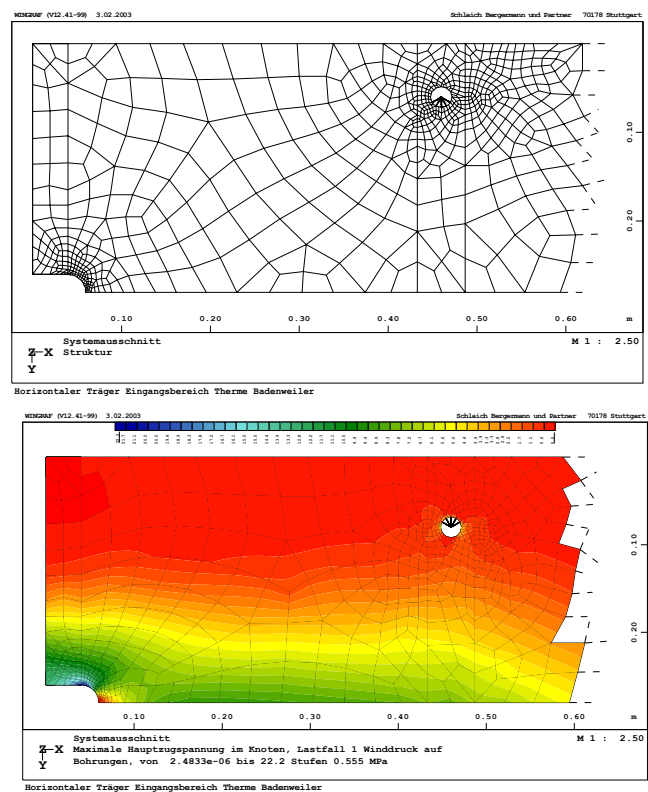 WINGRAF (V12.41-99) 3.02.2003
Schlaich Bergermann und Partner 70178 Stuttgart
0.10
0.20
0.10 0.20 0.30 0.40 0.50 0.60 m
Systemausschnitt M 1 : 2.50
Z X Struktur
Y
Horizontaler Träger Eingangsbereich Therme Badenweiler
WINGRAF (V12.41-99) 3.02.2003
Schlaich Bergermann und Partner 70178 Stuttgart
0.10
0.20
0.10 0.20 0.30 0.40 0.50 0.60 m
Systemausschnitt M 1 : 2.50
Z X Maximale Hauptzugspannung im Knoten, Lastfall 1 Winddruck auf
Y Bohrungen, von 2.4833e-06 bis 22.2 Stufen 0.555 MPa
Horizontaler Träger Eingangsbereich Therme Badenweiler